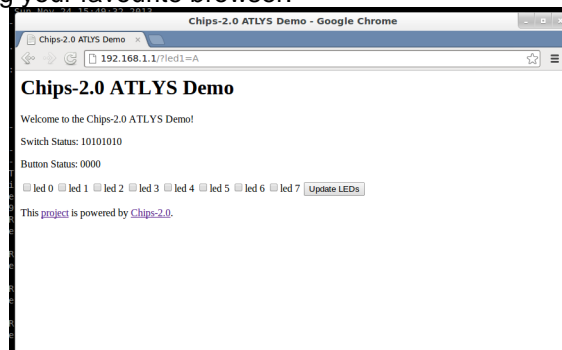 g your favourite browser.
Sun Nov 24 15:49:32 2013
Chips-2.0 ATLYS Demo - Google Chrome
Chips-2.0 ATLYS Demo
192.168.1.1/?led1=A
Chips-2.0 ATLYS Demo
Welcome to the Chips-2.0 ATLYS Demo!
Switch Status: 10101010
Button Status: 0000
led 0 led 1 led 2 led 3 led 4 led 5 led 6 led 7 Update LEDs
This project is powered by Chips-2.0.